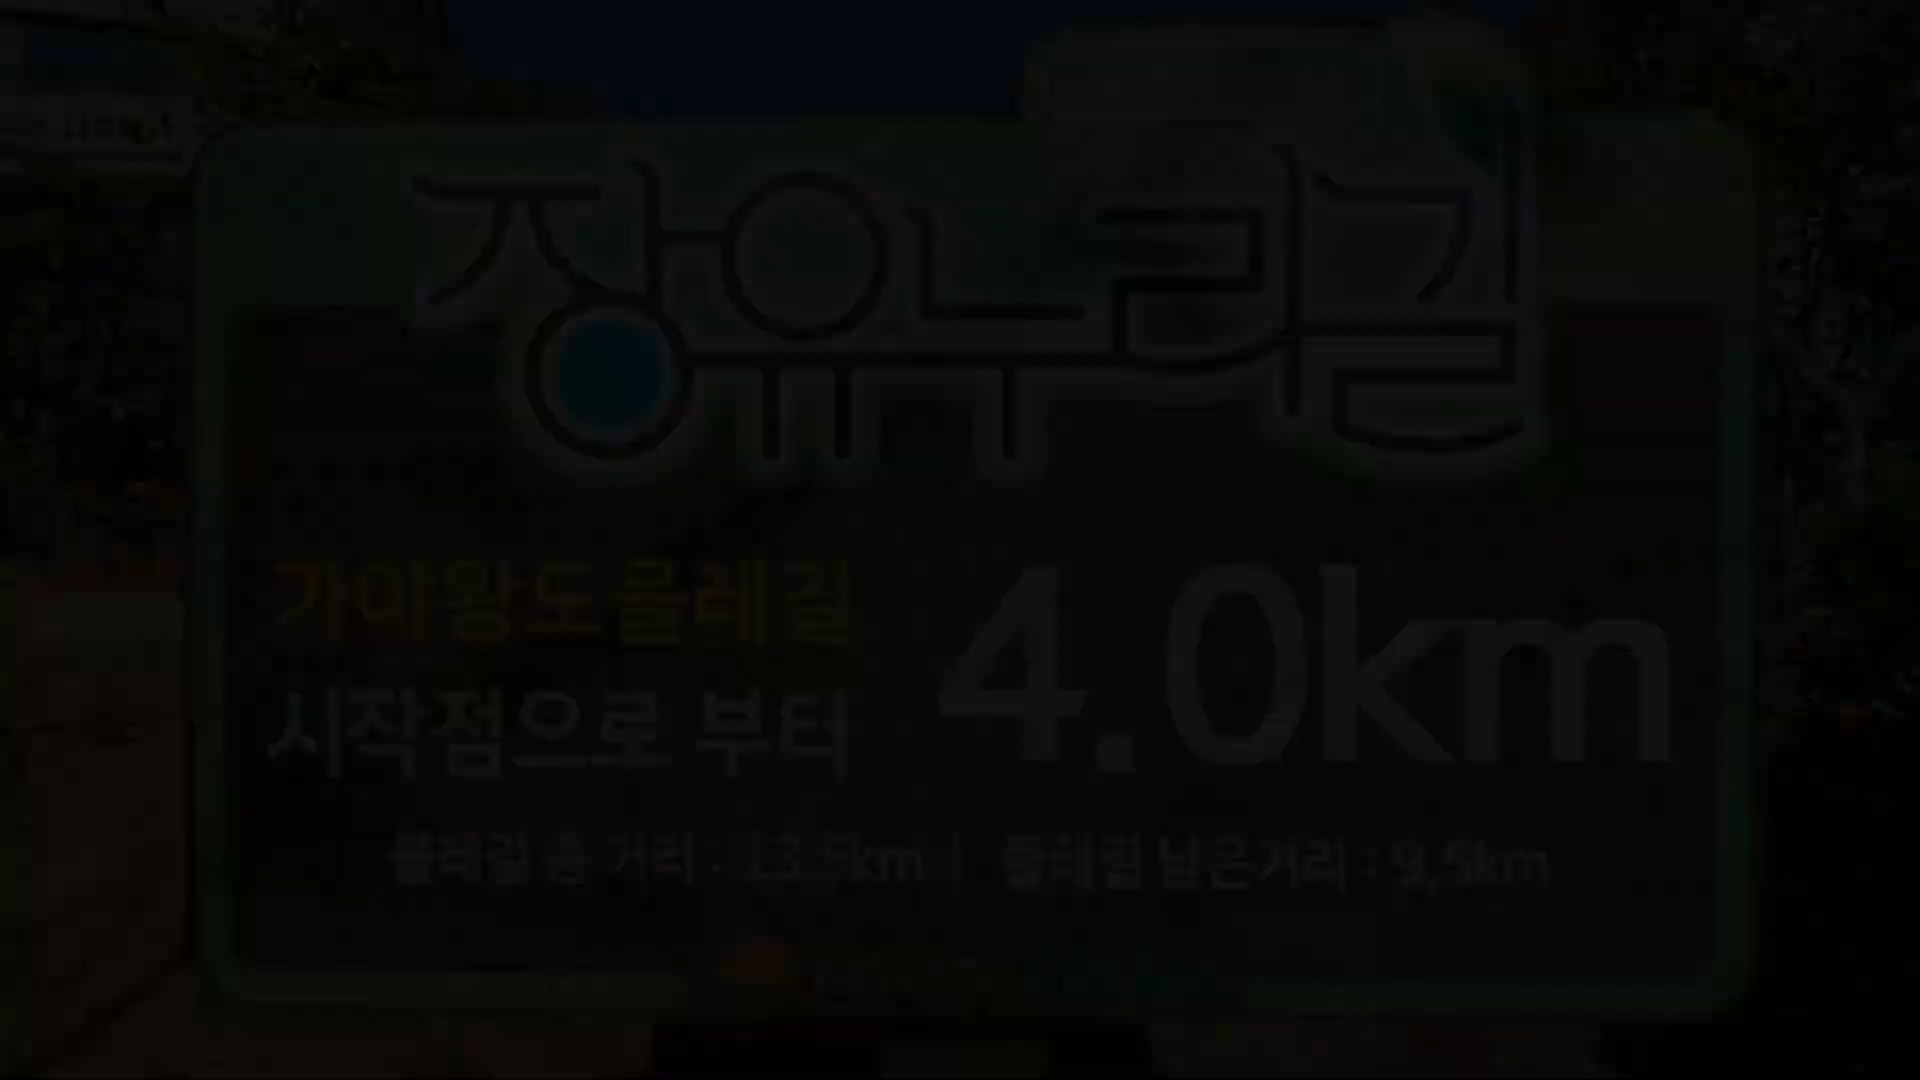 장유누리길
가야왕도둘레길
시작점으로 부터
4.0km
둘레길 총 거리 : 13.5km | 둘레길 남은거리 : 9.5km